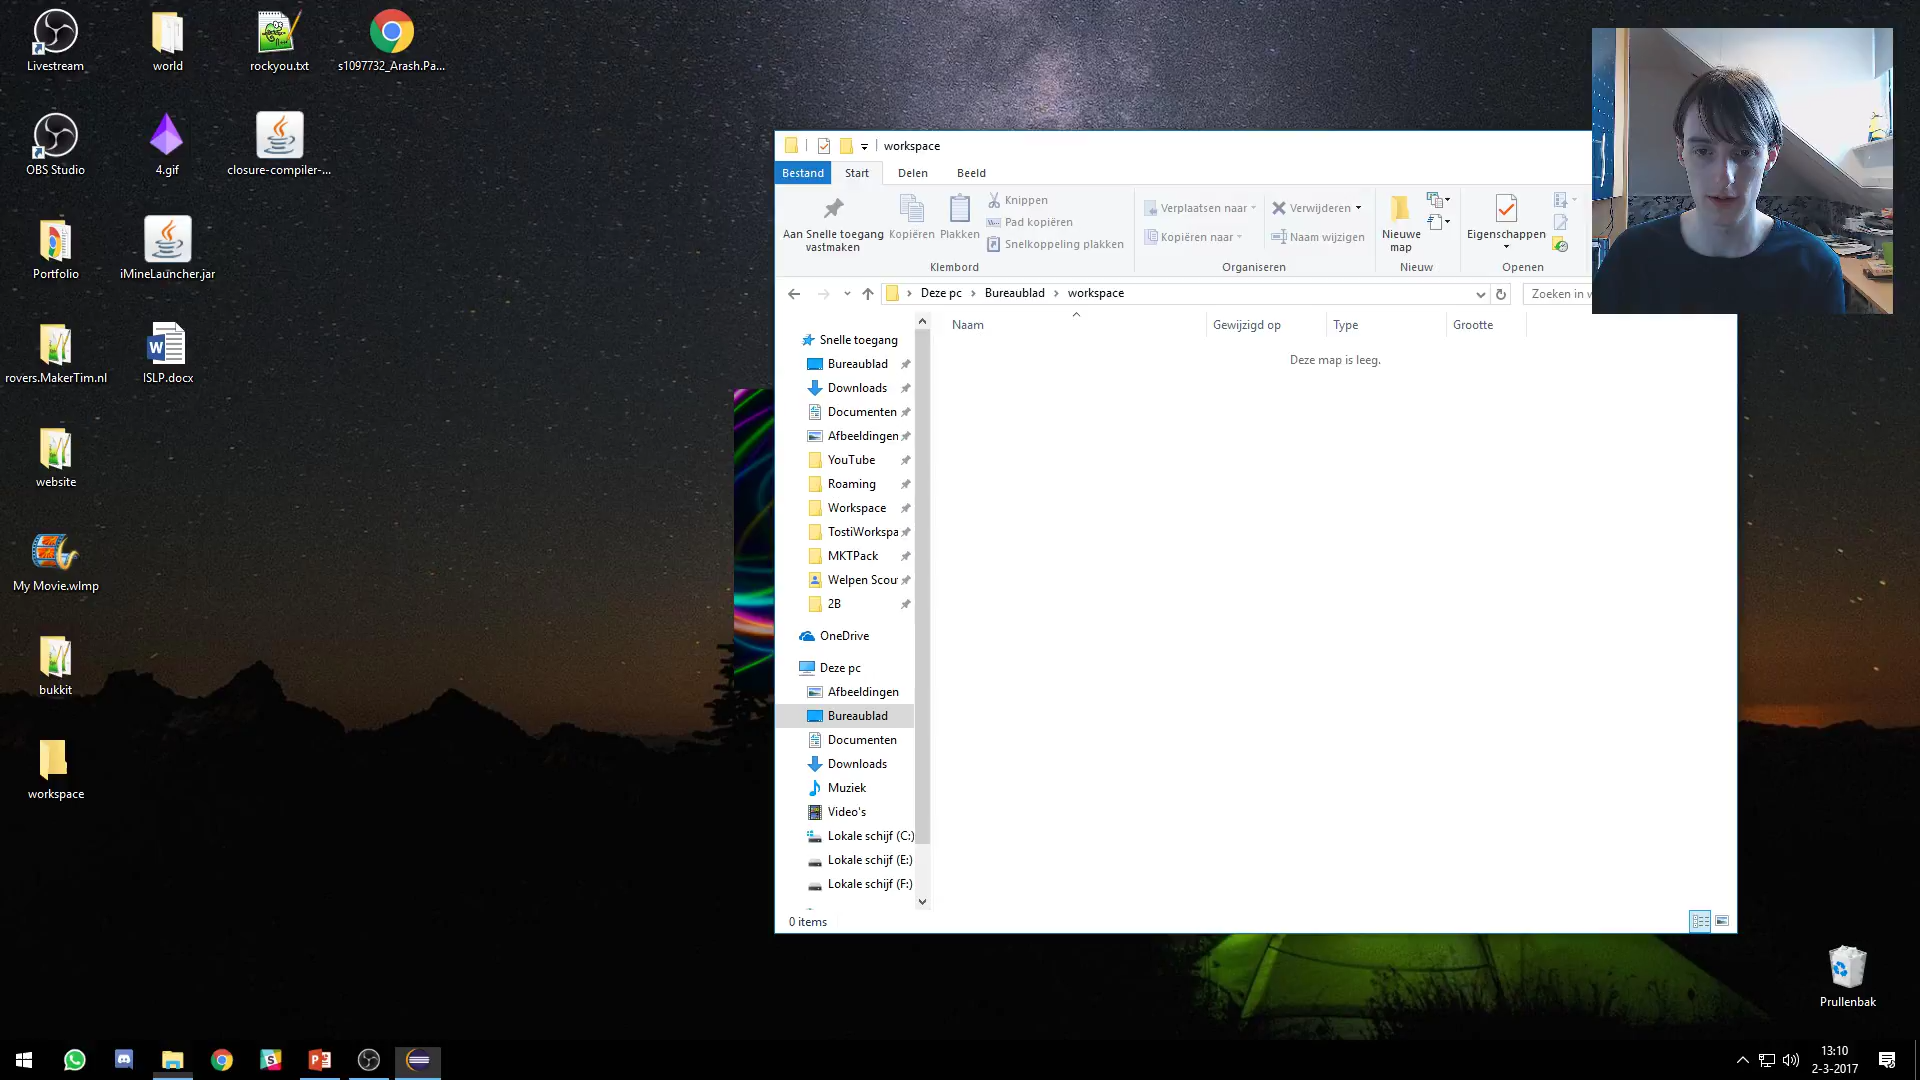 Livestream
world
rockyou.txt
s1097732_Arash.Pa...
OBS Studio
4.gif
closure-compiler-...
Portfolio
iMineLauncher.jar
rovers.MakerTim.nl
ISLP.docx
website
My Movie.wlmp
bukkit
workspace
workspace
Bestand
Start
Delen
Beeld
Aan Snelle toegang
vastmaken
Kopiëren
Plakken
Knippen
Pad kopiëren
Snelkoppeling plakken
Klembord
Verplaatsen naar
Kopiëren naar
Verwijderen
Naam wijzigen
Organiseren
Nieuwe
map
Nieuw
Eigenschappen
Openen
Deze pc
Bureaublad
workspace
Zoeken in w
Naam
Gewijzigd op
Type
Grootte
Deze map is leeg.
Snelle toegang
Bureaublad
Downloads
Documenten
Afbeeldingen
YouTube
Roaming
Workspace
TostiWorkspa
MKTPack
Welpen Scou
2B
OneDrive
Deze pc
Afbeeldingen
Bureaublad
Documenten
Downloads
Muziek
Video's
Lokale schijf (C:)
Lokale schijf (E:)
Lokale schijf (F:)
0 items
Prullenbak
13:10
2-3-2017